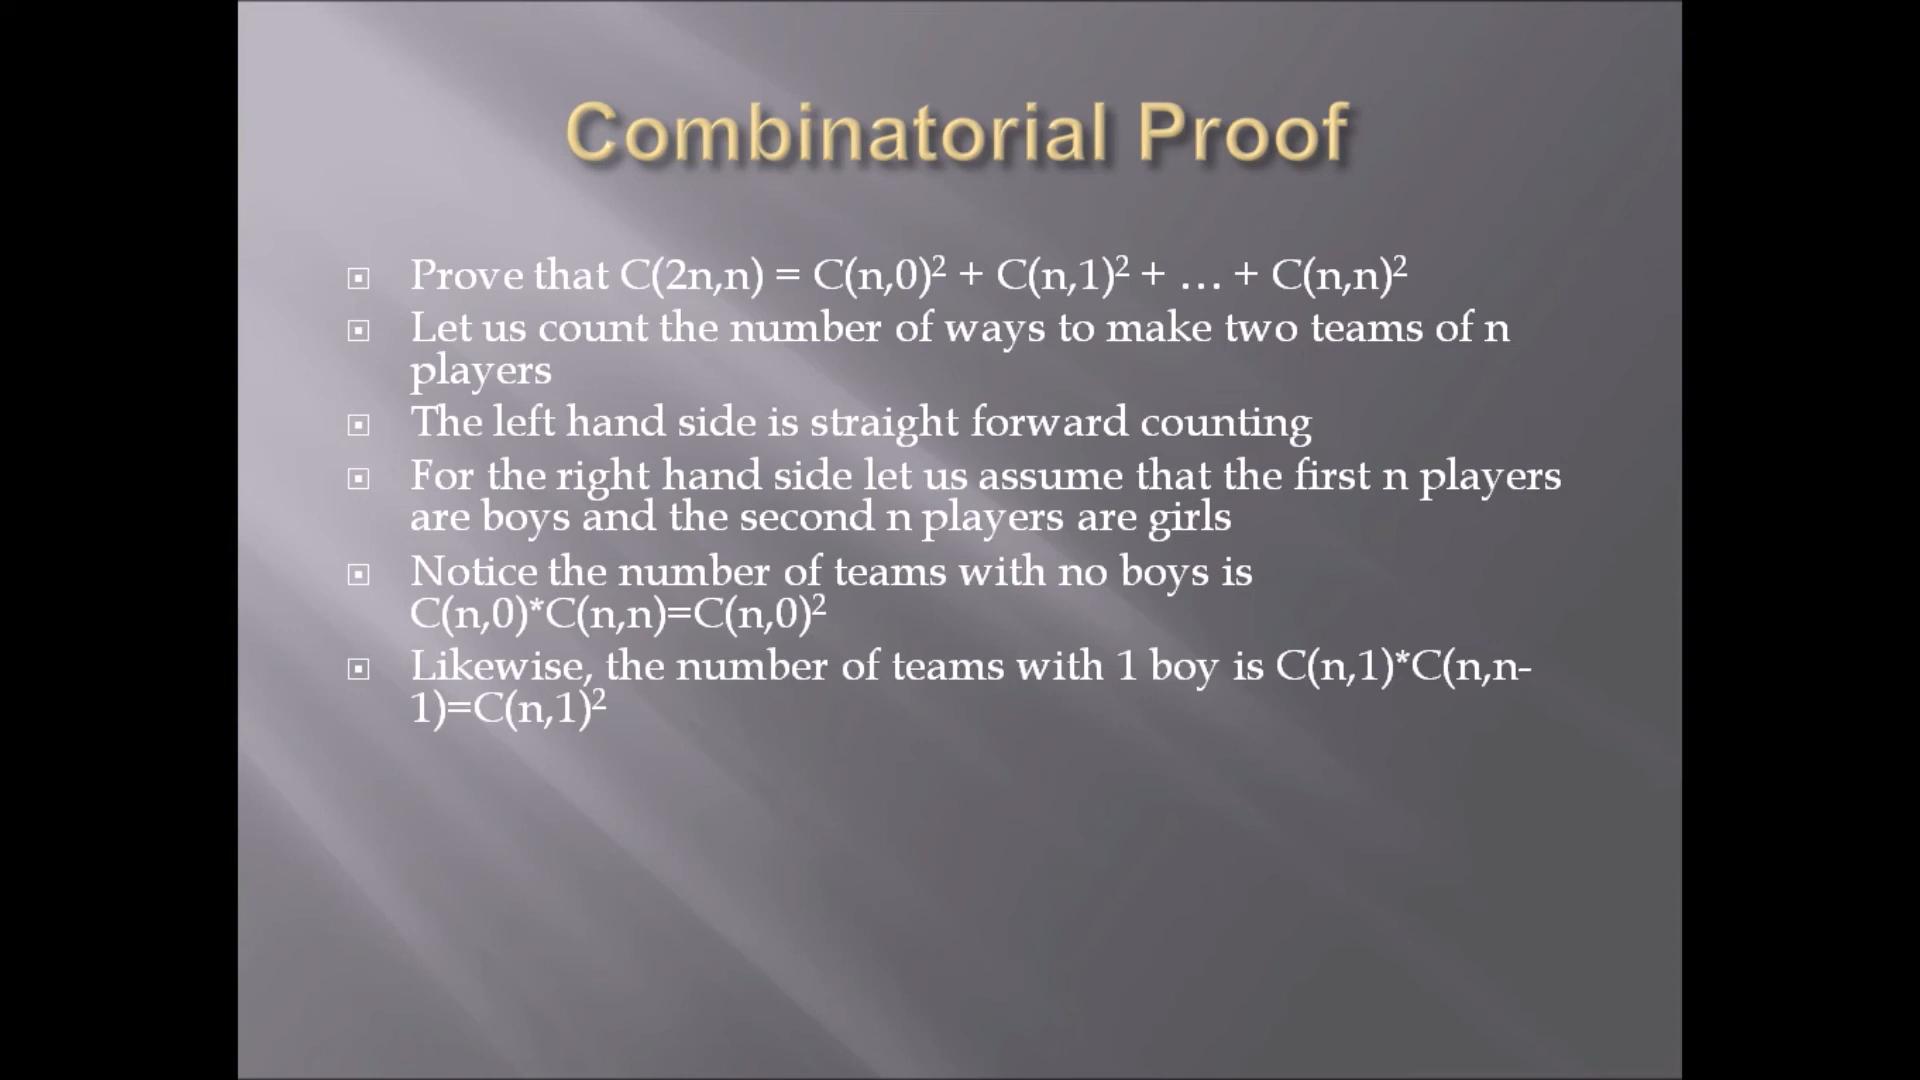 Combinatorial Proof
Prove that C(2n,n) = C(n,0)² + C(n,1)² + … + C(n,n)²
Let us count the number of ways to make two teams of n
players
The left hand side is straight forward counting
For the right hand side let us assume that the first n players
are boys and the second n players are girls
Notice the number of teams with no boys is
C(n,0)*C(n,n)=C(n,0)²
Likewise, the number of teams with 1 boy is C(n,1)*C(n,n-
1)=C(n,1)²